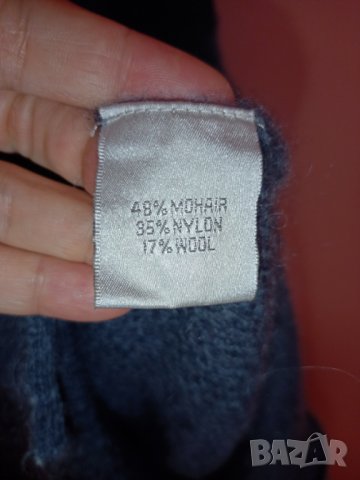 48% MOHAIR
35% NYLON
17% WOOL
BAZAR